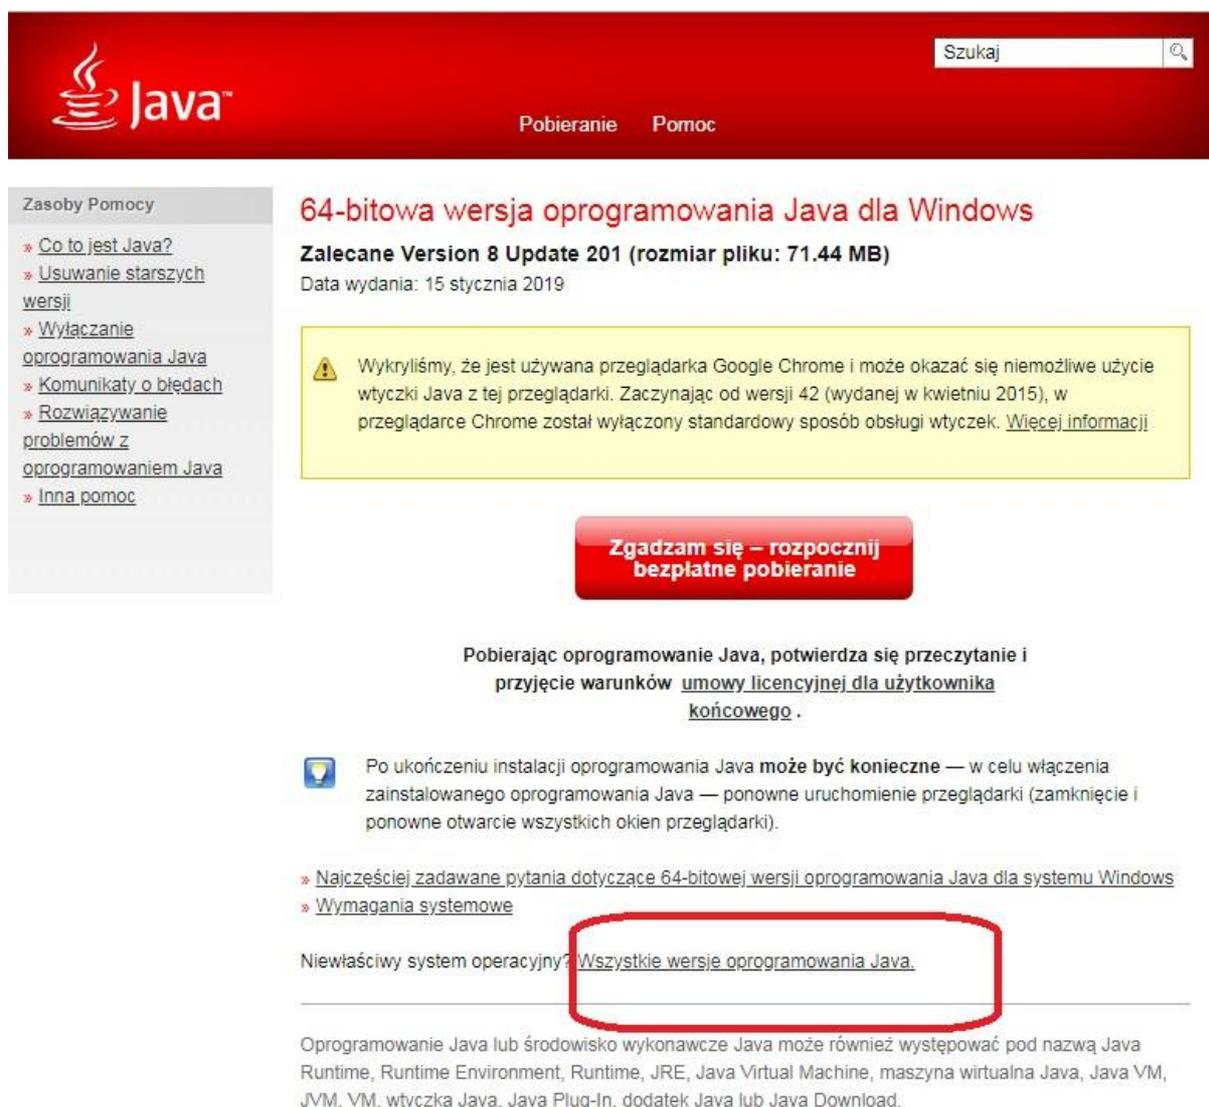 Java™
Szukaj
Pobieranie Pomoc
Zasoby Pomocy
» Co to jest Java?
» Usuwanie starszych
wersji
» Wyłączanie
oprogramowania Java
» Komunikaty o błędach
» Rozwiązywanie
problemów z
oprogramowaniem Java
» Inna pomoc
64-bitowa wersja oprogramowania Java dla Windows
Zalecane Version 8 Update 201 (rozmiar pliku: 71.44 MB)
Data wydania: 15 stycznia 2019
Wykryliśmy, że jest używana przeglądarka Google Chrome i może okazać się niemożliwe użycie
wtyczki Java z tej przeglądarki. Zaczynając od wersji 42 (wydanej w kwietniu 2015), w
przeglądarce Chrome został wyłączony standardowy sposób obsługi wtyczek. Więcej informacji
Zgadzam się – rozpocznij
bezpłatne pobieranie
Pobierając oprogramowanie Java, potwierdza się przeczytanie i
przyjęcie warunków umowy licencyjnej dla użytkownika
końcowego .
Po ukończeniu instalacji oprogramowania Java może być konieczne — w celu włączenia
zainstalowanego oprogramowania Java — ponowne uruchomienie przeglądarki (zamknięcie i
ponowne otwarcie wszystkich okien przeglądarki).
» Najczęściej zadawane pytania dotyczące 64-bitowej wersji oprogramowania Java dla systemu Windows
» Wymagania systemowe
Niewłaściwy system operacyjny? Wszystkie wersje oprogramowania Java.
Oprogramowanie Java lub środowisko wykonawcze Java może również występować pod nazwą Java
Runtime, Runtime Environment, Runtime, JRE, Java Virtual Machine, maszyna wirtualna Java, Java VM,
JVM, VM, wtyczka Java, Java Plug-In, dodatek Java lub Java Download.